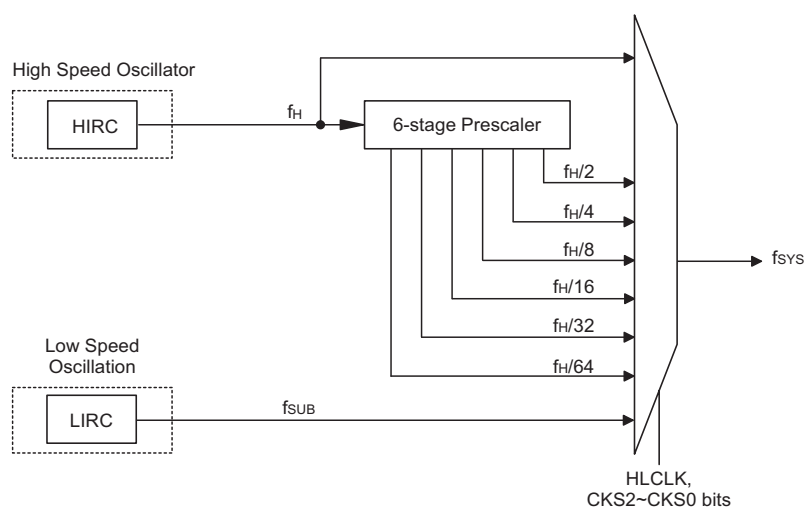 High Speed Oscillator
HIRC
fH
6-stage Prescaler
fH/2
fH/4
fH/8
fH/16
fH/32
fH/64
fSYS
Low Speed
Oscillation
LIRC
fSUB
HLCLK,
CKS2~CKS0 bits